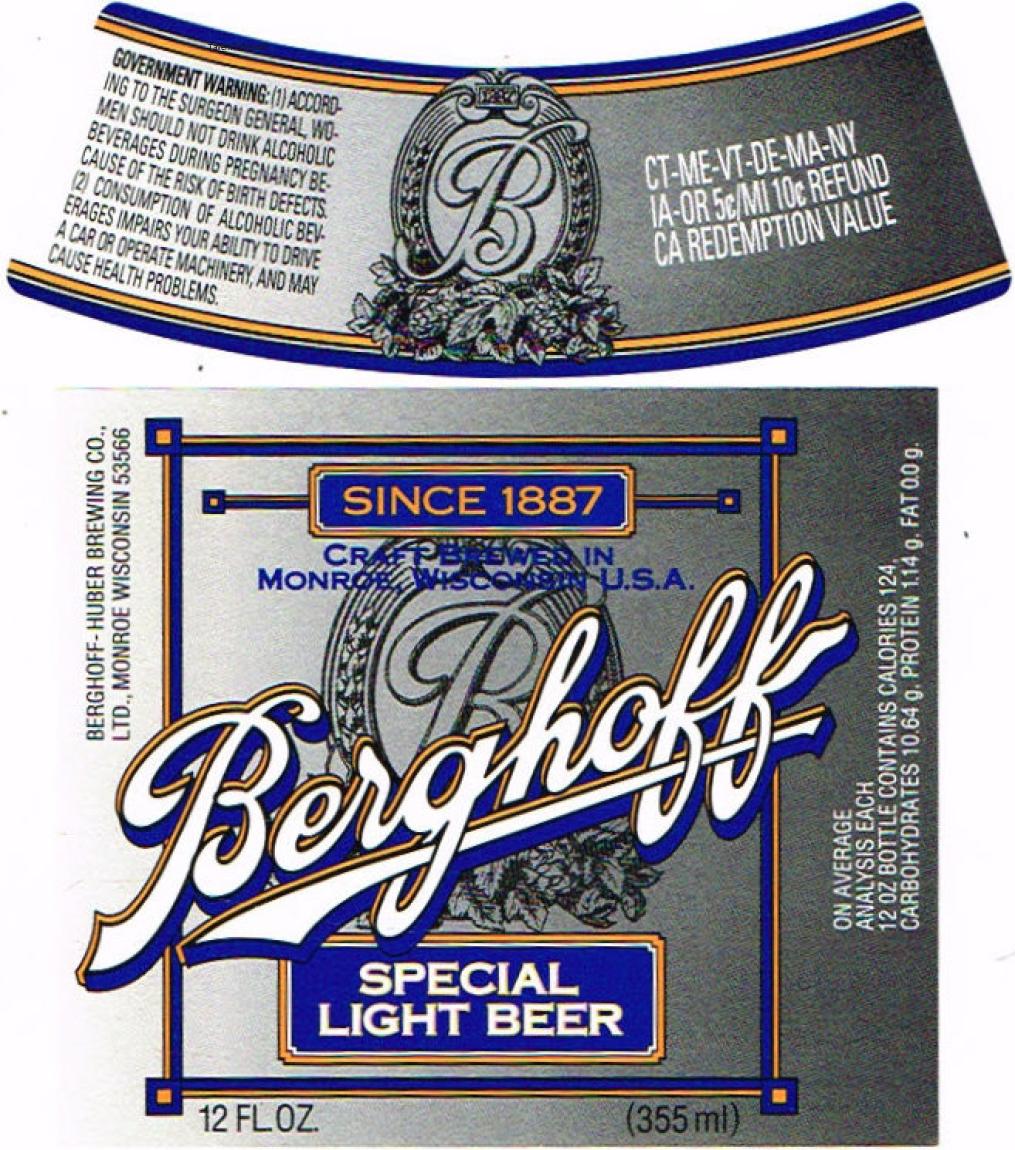 GOVERNMENT WARNING: (1) ACCORD-
ING TO THE SURGEON GENERAL, WO-
MEN SHOULD NOT DRINK ALCOHOLIC
BEVERAGES DURING PREGNANCY BE-
CAUSE OF THE RISK OF BIRTH DEFECTS.
(2) CONSUMPTION OF ALCOHOLIC BEV-
ERAGES IMPAIRS YOUR ABILITY TO DRIVE
A CAR OR OPERATE MACHINERY, AND MAY
CAUSE HEALTH PROBLEMS.
B
CT-ME-VT-DE-MA-NY
IA-OR 5¢/MI 10¢ REFUND
CA REDEMPTION VALUE
BERGHOFF-HUBER BREWING CO.,
LTD., MONROE WISCONSIN 53566
SINCE 1887
CRAFT BREWED IN
MONROE, WISCONSIN U.S.A.
B
Berghoff
SPECIAL
LIGHT BEER
12 FL.OZ.
(355 ml)
ON AVERAGE
ANALYSIS EACH
12 OZ BOTTLE CONTAINS CALORIES 124,
CARBOHYDRATES 10.64 g. PROTEIN 1.14 g. FAT 0.0 g.